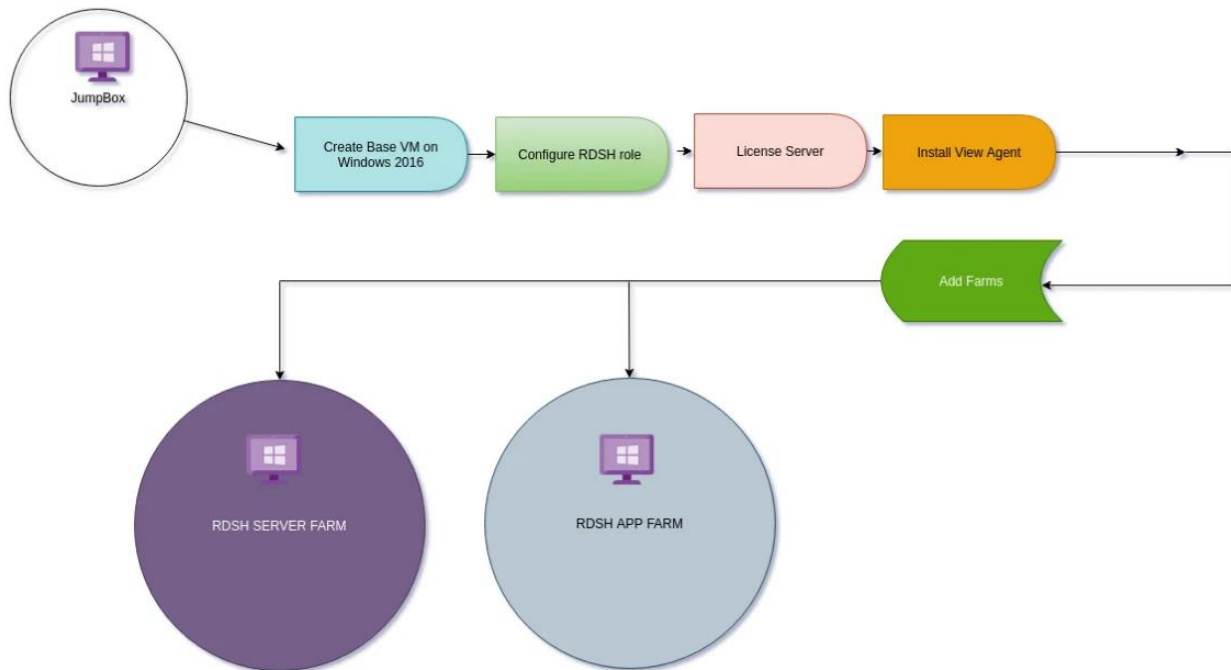 JumpBox
Create Base VM on
Windows 2016
Configure RDSH role
License Server
Install View Agent
Add Farms
RDSH SERVER FARM
RDSH APP FARM